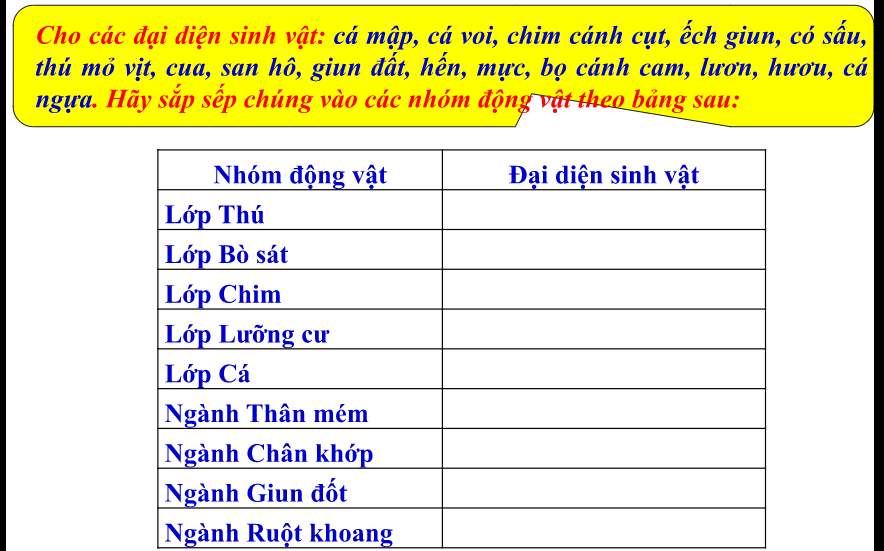 Cho các đại diện sinh vật: cá mập, cá voi, chim cánh cụt, ếch giun, có sấu,
thú mỏ vịt, cua, san hô, giun đất, hến, mực, bọ cánh cam, lươn, hươu, cá
ngựa. Hãy sắp sếp chúng vào các nhóm động vật theo bảng sau:
Nhóm động vật Đại diện sinh vật
Lớp Thú
Lớp Bò sát
Lớp Chim
Lớp Lưỡng cư
Lớp Cá
Ngành Thân mém
Ngành Chân khớp
Ngành Giun đốt
Ngành Ruột khoang